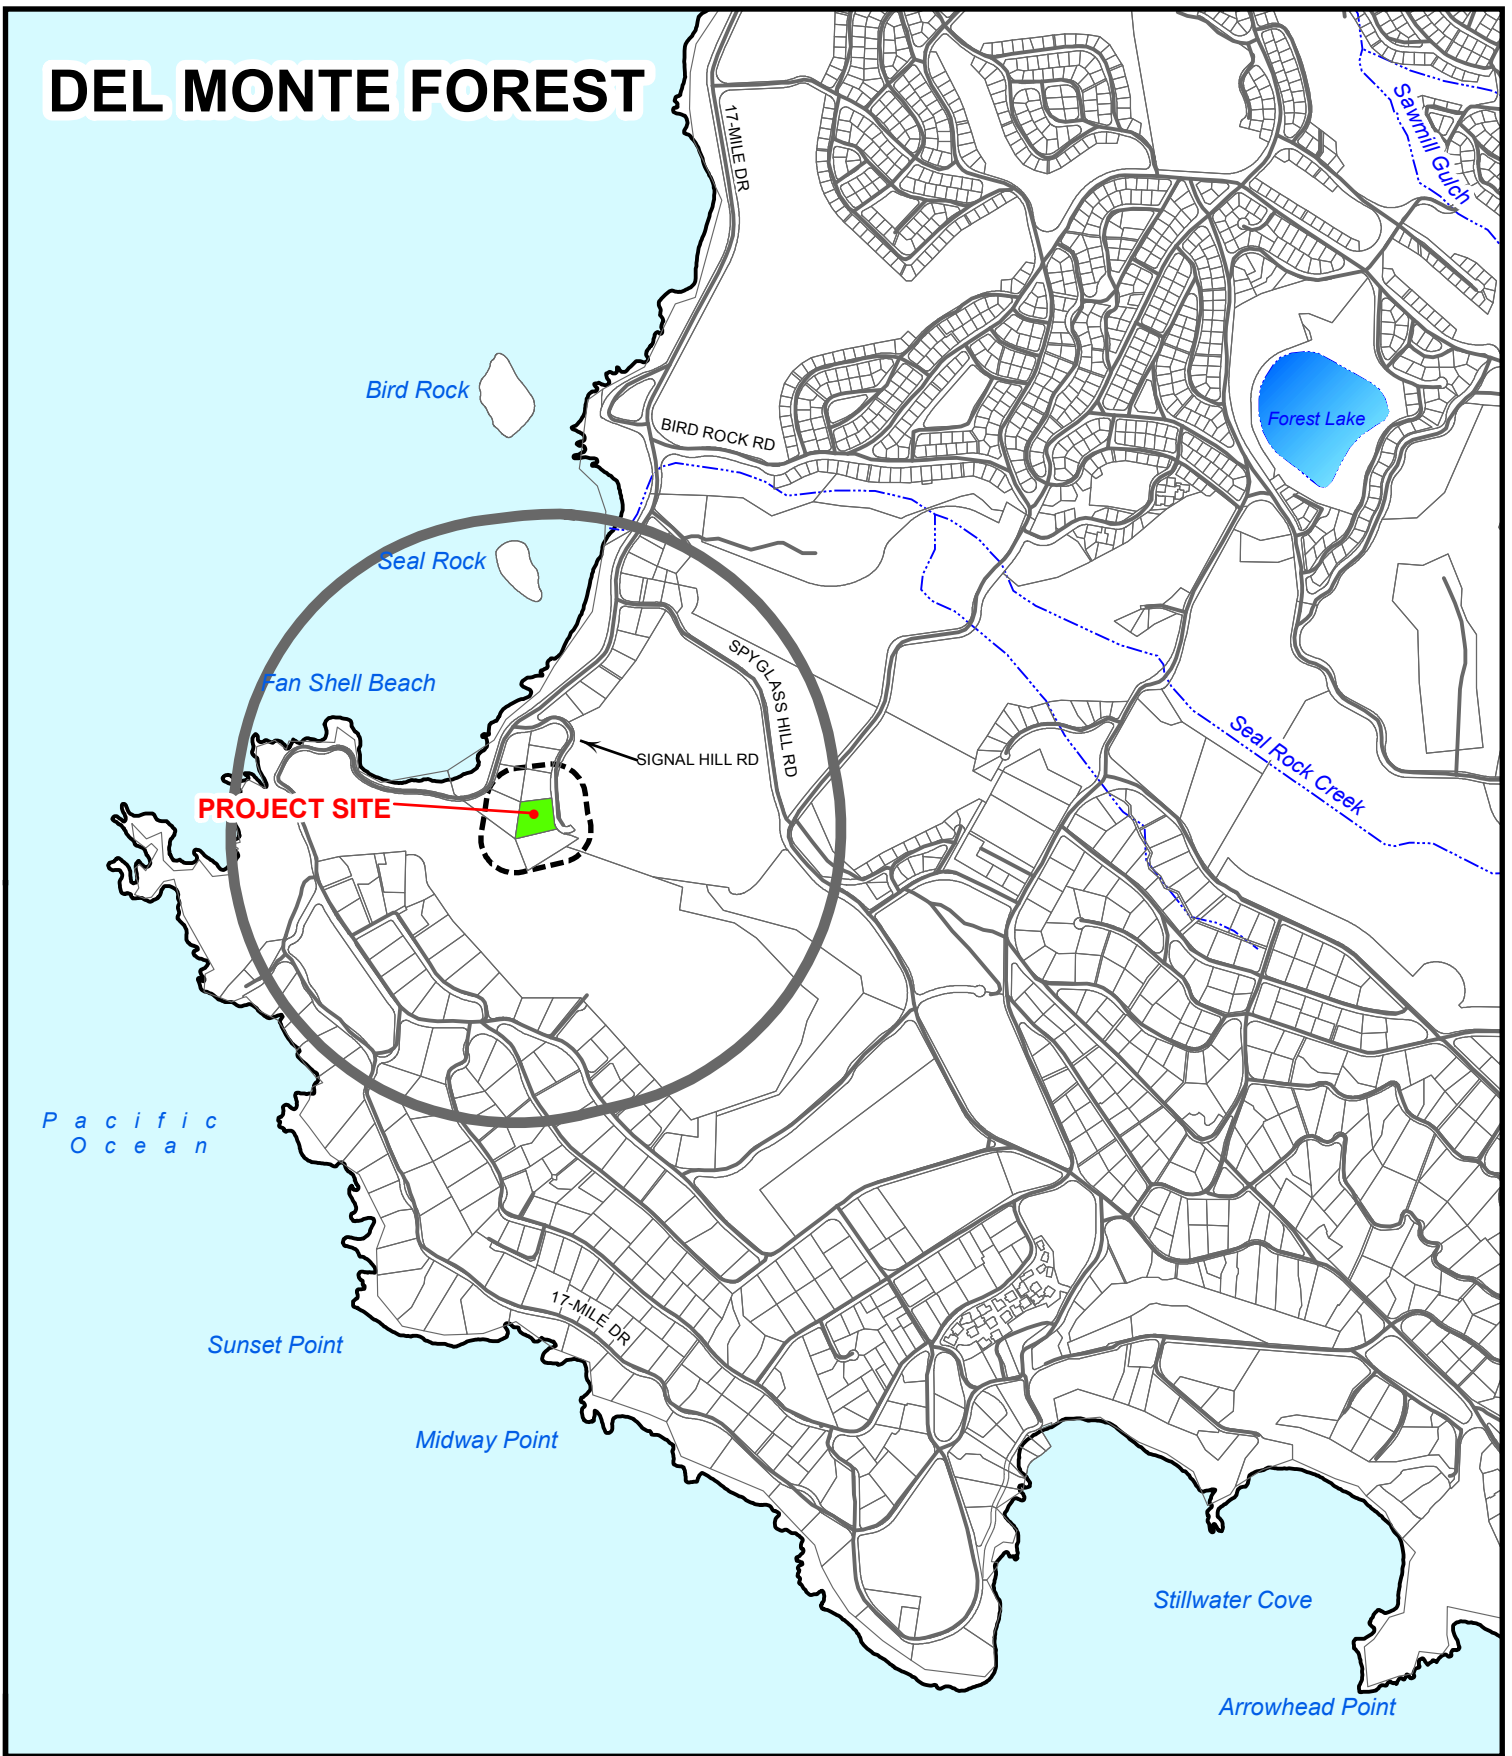 DEL MONTE FOREST
17-MILE DR
Sawmill Gulch
Bird Rock
Forest Lake
BIRD ROCK RD
Seal Rock
SPYGLASS HILL RD
Fan Shell Beach
SIGNAL HILL RD
Seal Rock Creek
PROJECT SITE
Pacific
Ocean
17-MILE DR
Sunset Point
Midway Point
Stillwater Cove
Arrowhead Point